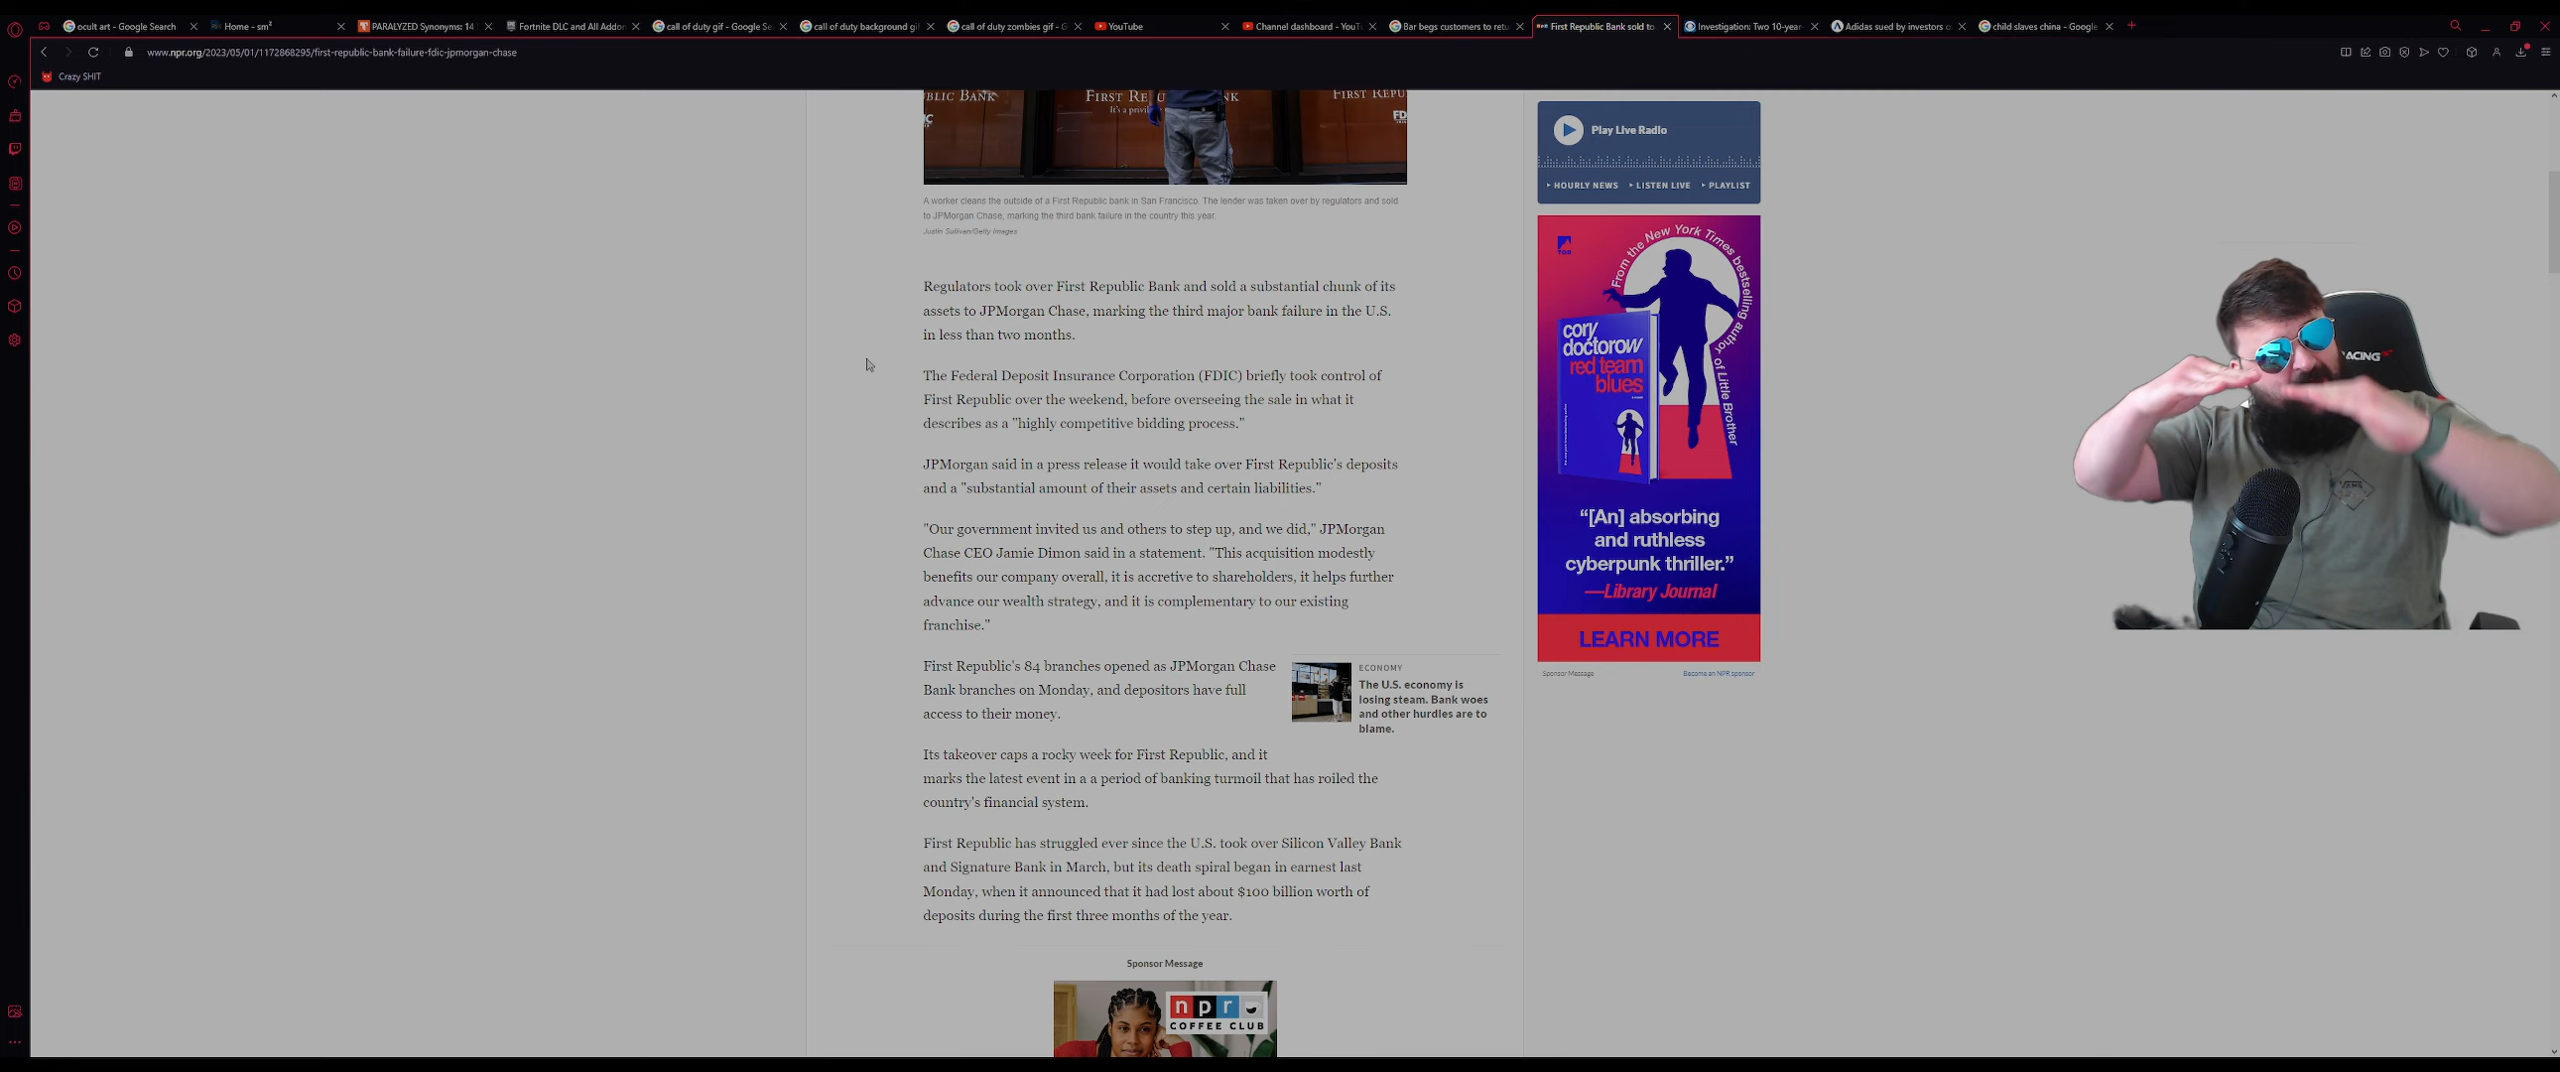 ocult art - Google Search
Home - sm²
PARALYZED Synonyms: 14
Fortnite DLC and All Addon
call of duty gif - Google Se
call of duty background gif
call of duty zombies gif - G
YouTube
Channel dashboard - YouT
Bar begs customers to retu
First Republic Bank sold to
Investigation: Two 10-year-
Adidas sued by investors o
child slaves china - Google
www.npr.org/2023/05/01/1172868295/first-republic-bank-failure-fdic-jpmorgan-chase
Crazy SHIT
BLIC BANK
FIRST RE
NK
FIRST REPU
It's a privil
FD
A worker cleans the outside of a First Republic bank in San Francisco. The lender was taken over by regulators and sold
to JPMorgan Chase, marking the third bank failure in the country this year.
Justin Sullivan/Getty Images
Regulators took over First Republic Bank and sold a substantial chunk of its
assets to JPMorgan Chase, marking the third major bank failure in the U.S.
in less than two months.
The Federal Deposit Insurance Corporation (FDIC) briefly took control of
First Republic over the weekend, before overseeing the sale in what it
describes as a "highly competitive bidding process."
JPMorgan said in a press release it would take over First Republic's deposits
and a "substantial amount of their assets and certain liabilities."
"Our government invited us and others to step up, and we did," JPMorgan
Chase CEO Jamie Dimon said in a statement. "This acquisition modestly
benefits our company overall, it is accretive to shareholders, it helps further
advance our wealth strategy, and it is complementary to our existing
franchise."
First Republic's 84 branches opened as JPMorgan Chase
Bank branches on Monday, and depositors have full
access to their money.
ECONOMY
The U.S. economy is
losing steam. Bank woes
and other hurdles are to
blame.
Its takeover caps a rocky week for First Republic, and it
marks the latest event in a a period of banking turmoil that has roiled the
country's financial system.
First Republic has struggled ever since the U.S. took over Silicon Valley Bank
and Signature Bank in March, but its death spiral began in earnest last
Monday, when it announced that it had lost about $100 billion worth of
deposits during the first three months of the year.
Sponsor Message
npr
COFFEE CLUB
Play Live Radio
HOURLY NEWS
LISTEN LIVE
PLAYLIST
TOR
From the New York Times bestselling author of Little Brother
cory
doctorow
red team
blues
"[An] absorbing
and ruthless
cyberpunk thriller."
—Library Journal
LEARN MORE
Sponsor Message
Become an NPR sponsor
ACING